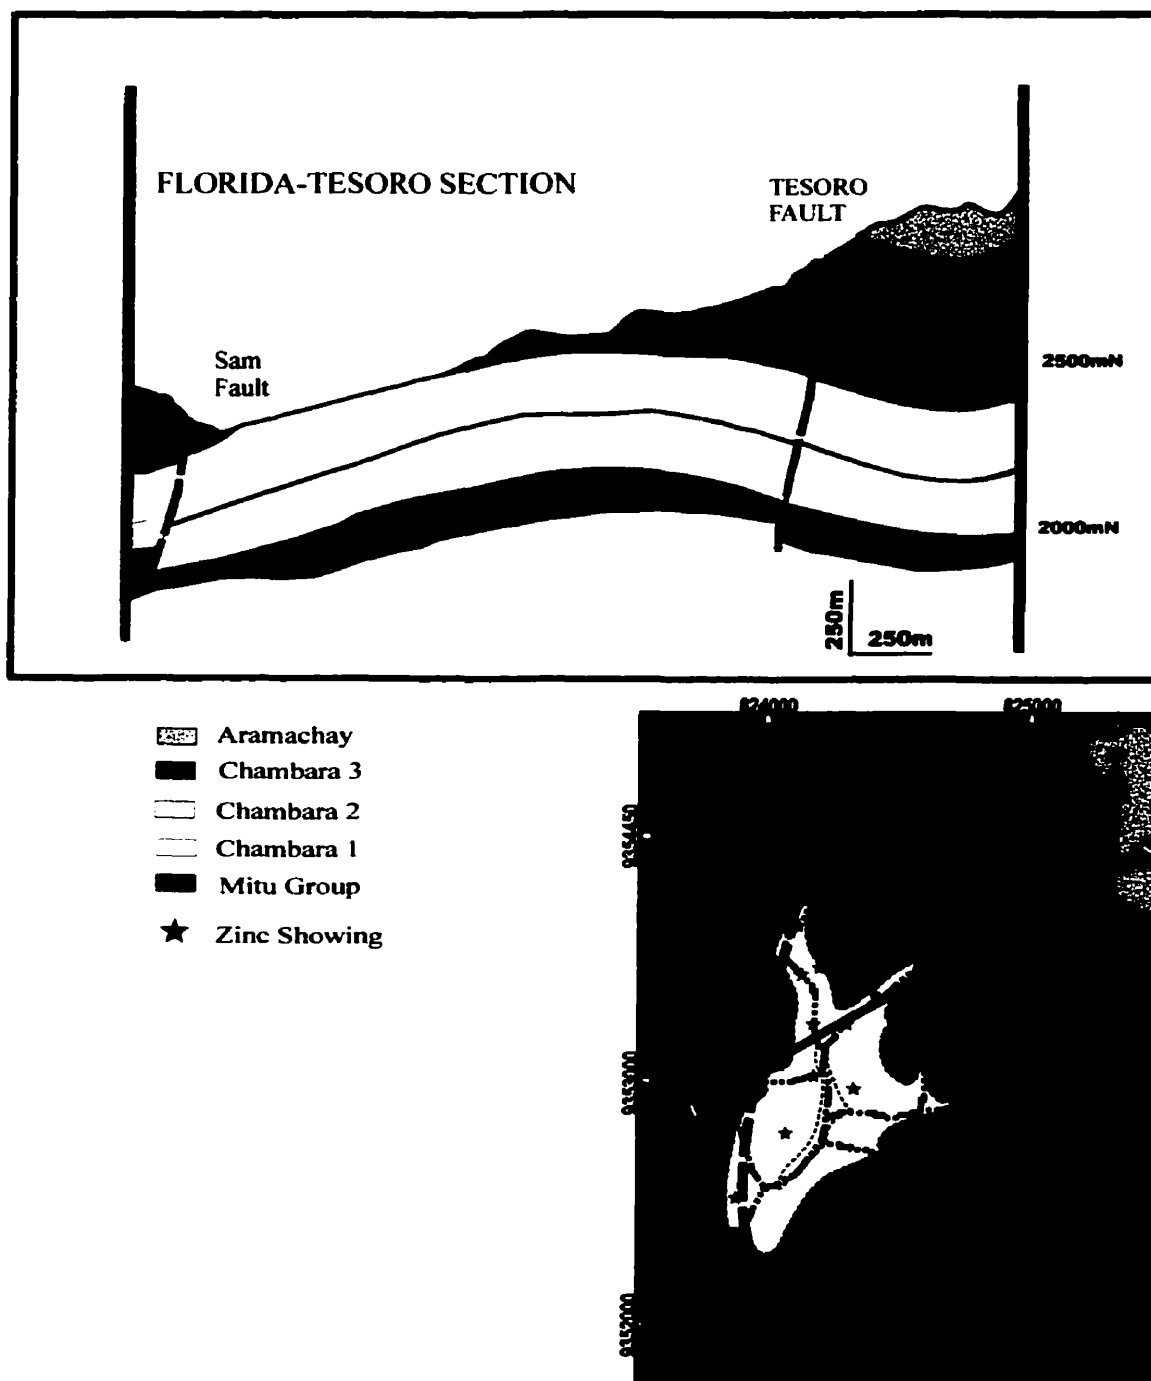 FLORIDA-TESORO SECTION
TESORO
FAULT
Sam
Fault
2500mN
2000mN
250m
250m
Aramachay
Chambara 3
Chambara 2
Chambara 1
Mitu Group
Zinc Showing
824000
825000
9354450
9353000
9352000